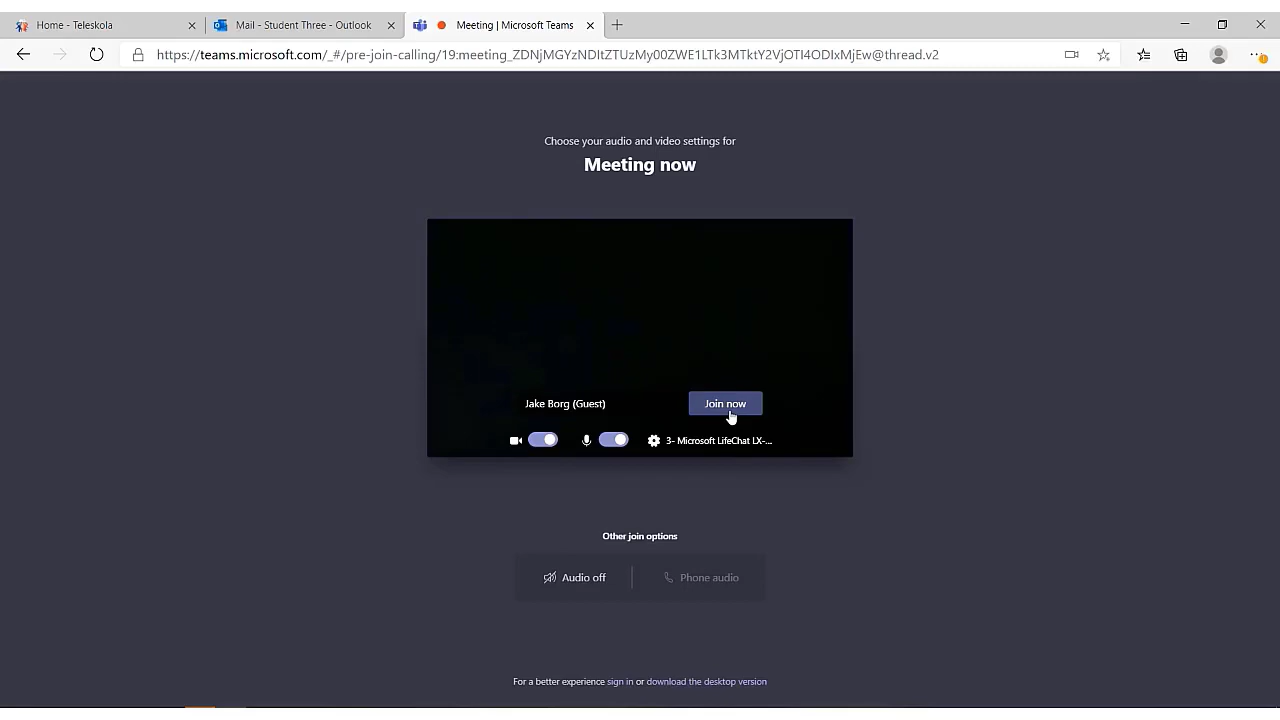 Home - Teleskola
Mail - Student Three - Outlook
Meeting | Microsoft Teams
https://teams.microsoft.com/_#/pre-join-calling/19:meeting_ZDNjMGYzNDItZTUzMy00ZWE1LTk3MTktY2VjOTI4ODIxMjEw@thread.v2
Choose your audio and video settings for
Meeting now
Jake Borg (Guest)
Join now
3- Microsoft LifeChat LX-...
Other join options
Audio off
Phone audio
For a better experience sign in or download the desktop version